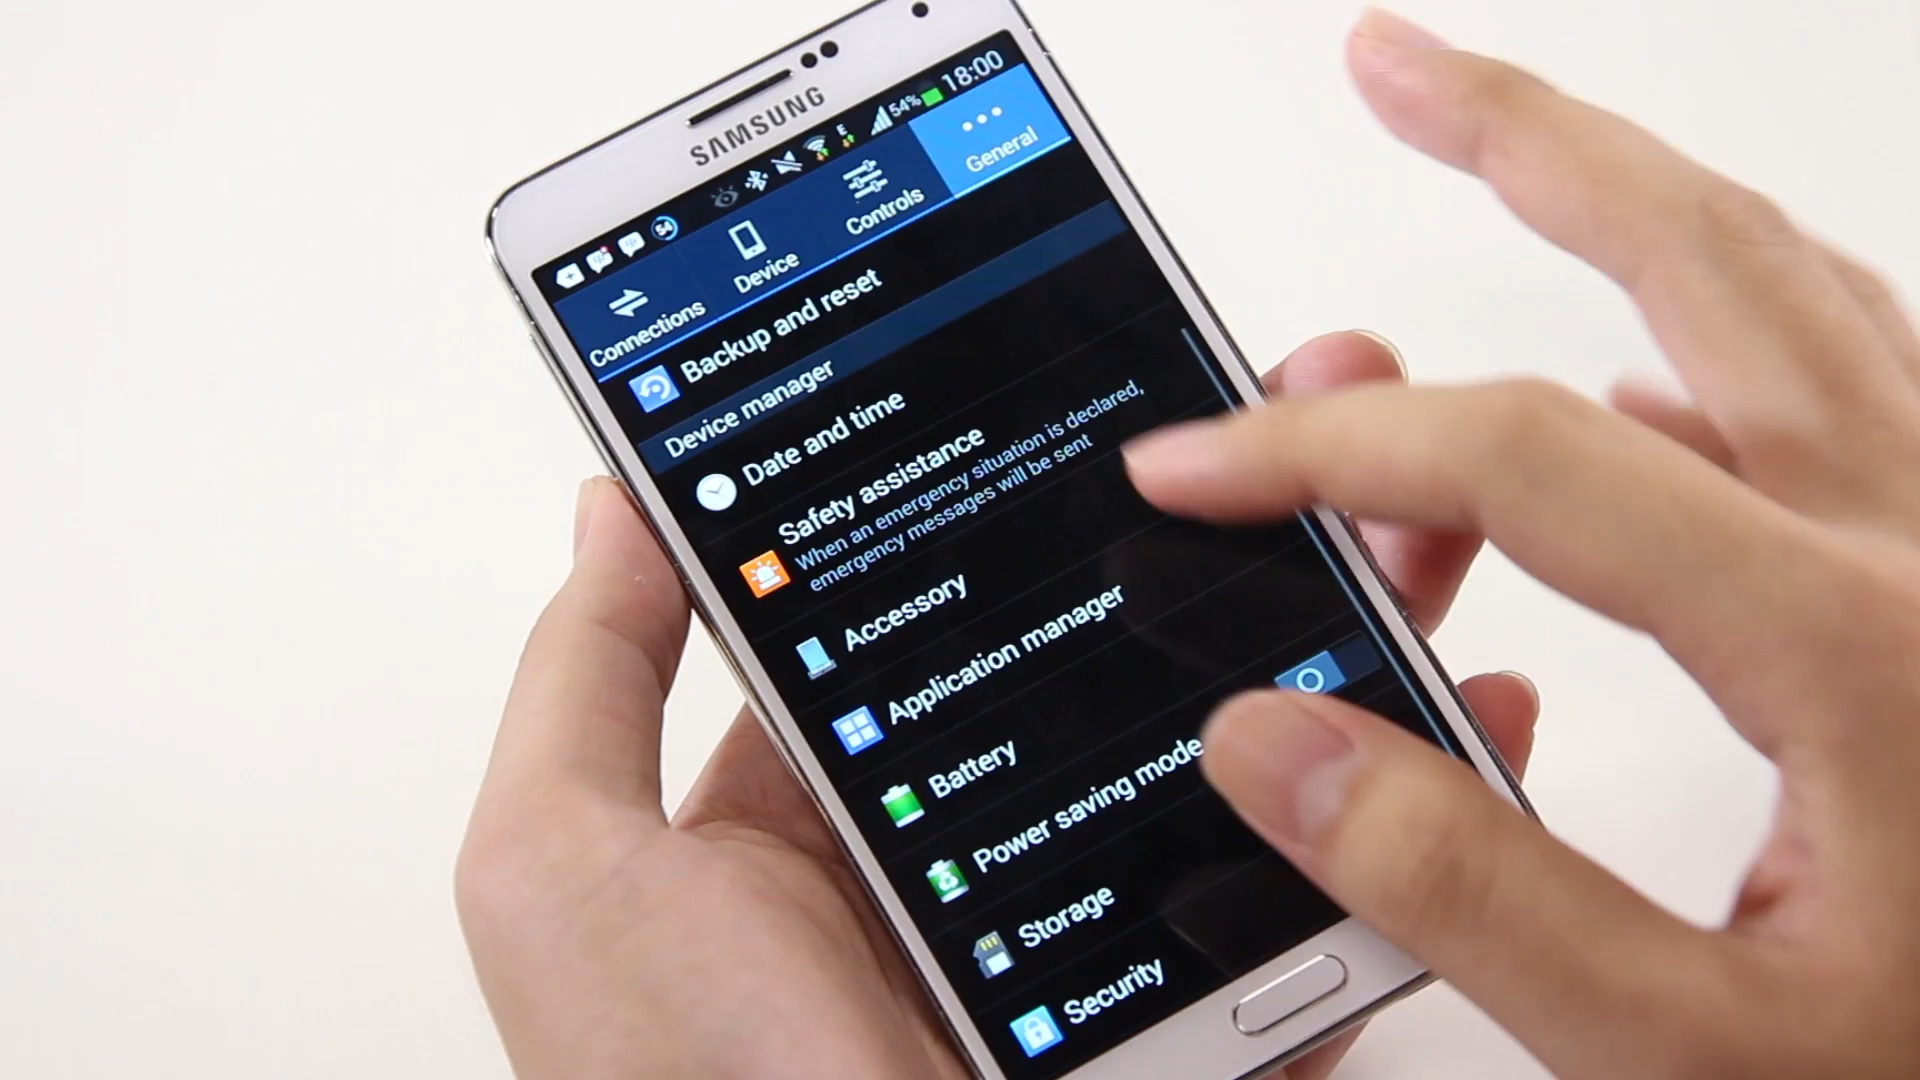 SAMSUNG
54
E
54%
18:00
Connections
Device
Controls
General
Backup and reset
Device manager
Date and time
Safety assistance
When an emergency situation is declared,
emergency messages will be sent
Accessory
Application manager
Battery
Power saving mode
Storage
Security